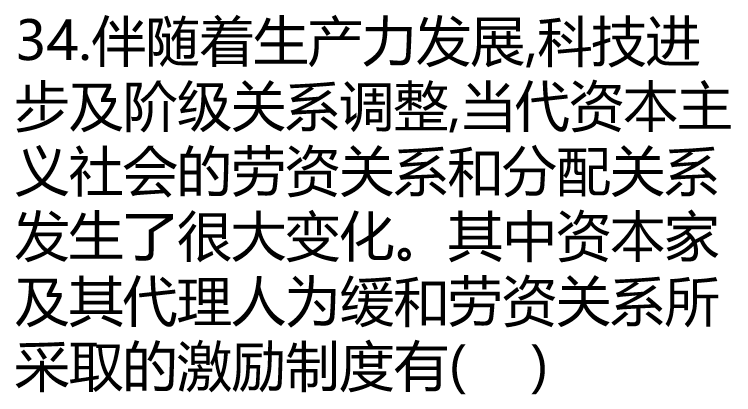 34.伴随着生产力发展,科技进
步及阶级关系调整,当代资本主
义社会的劳资关系和分配关系
发生了很大变化。其中资本家
及其代理人为缓和劳资关系所
采取的激励制度有( )